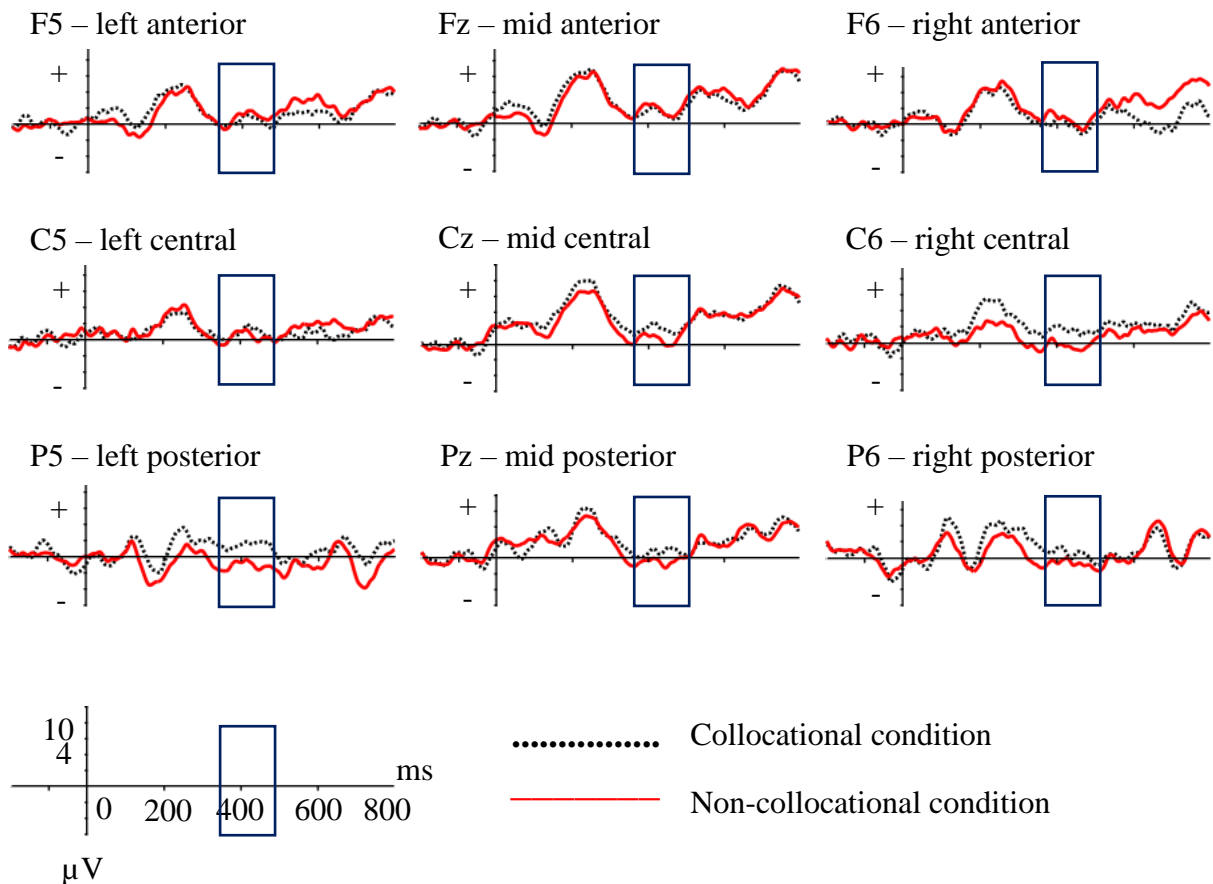 F5 – left anterior
Fz – mid anterior
F6 – right anterior
+
+
+
-
-
-
C5 – left central
Cz – mid central
C6 – right central
+
+
+
-
-
-
P5 – left posterior
Pz – mid posterior
P6 – right posterior
+
+
+
-
-
-
10
4
ms
0 200 400 600 800
µV
Collocational condition
Non-collocational condition